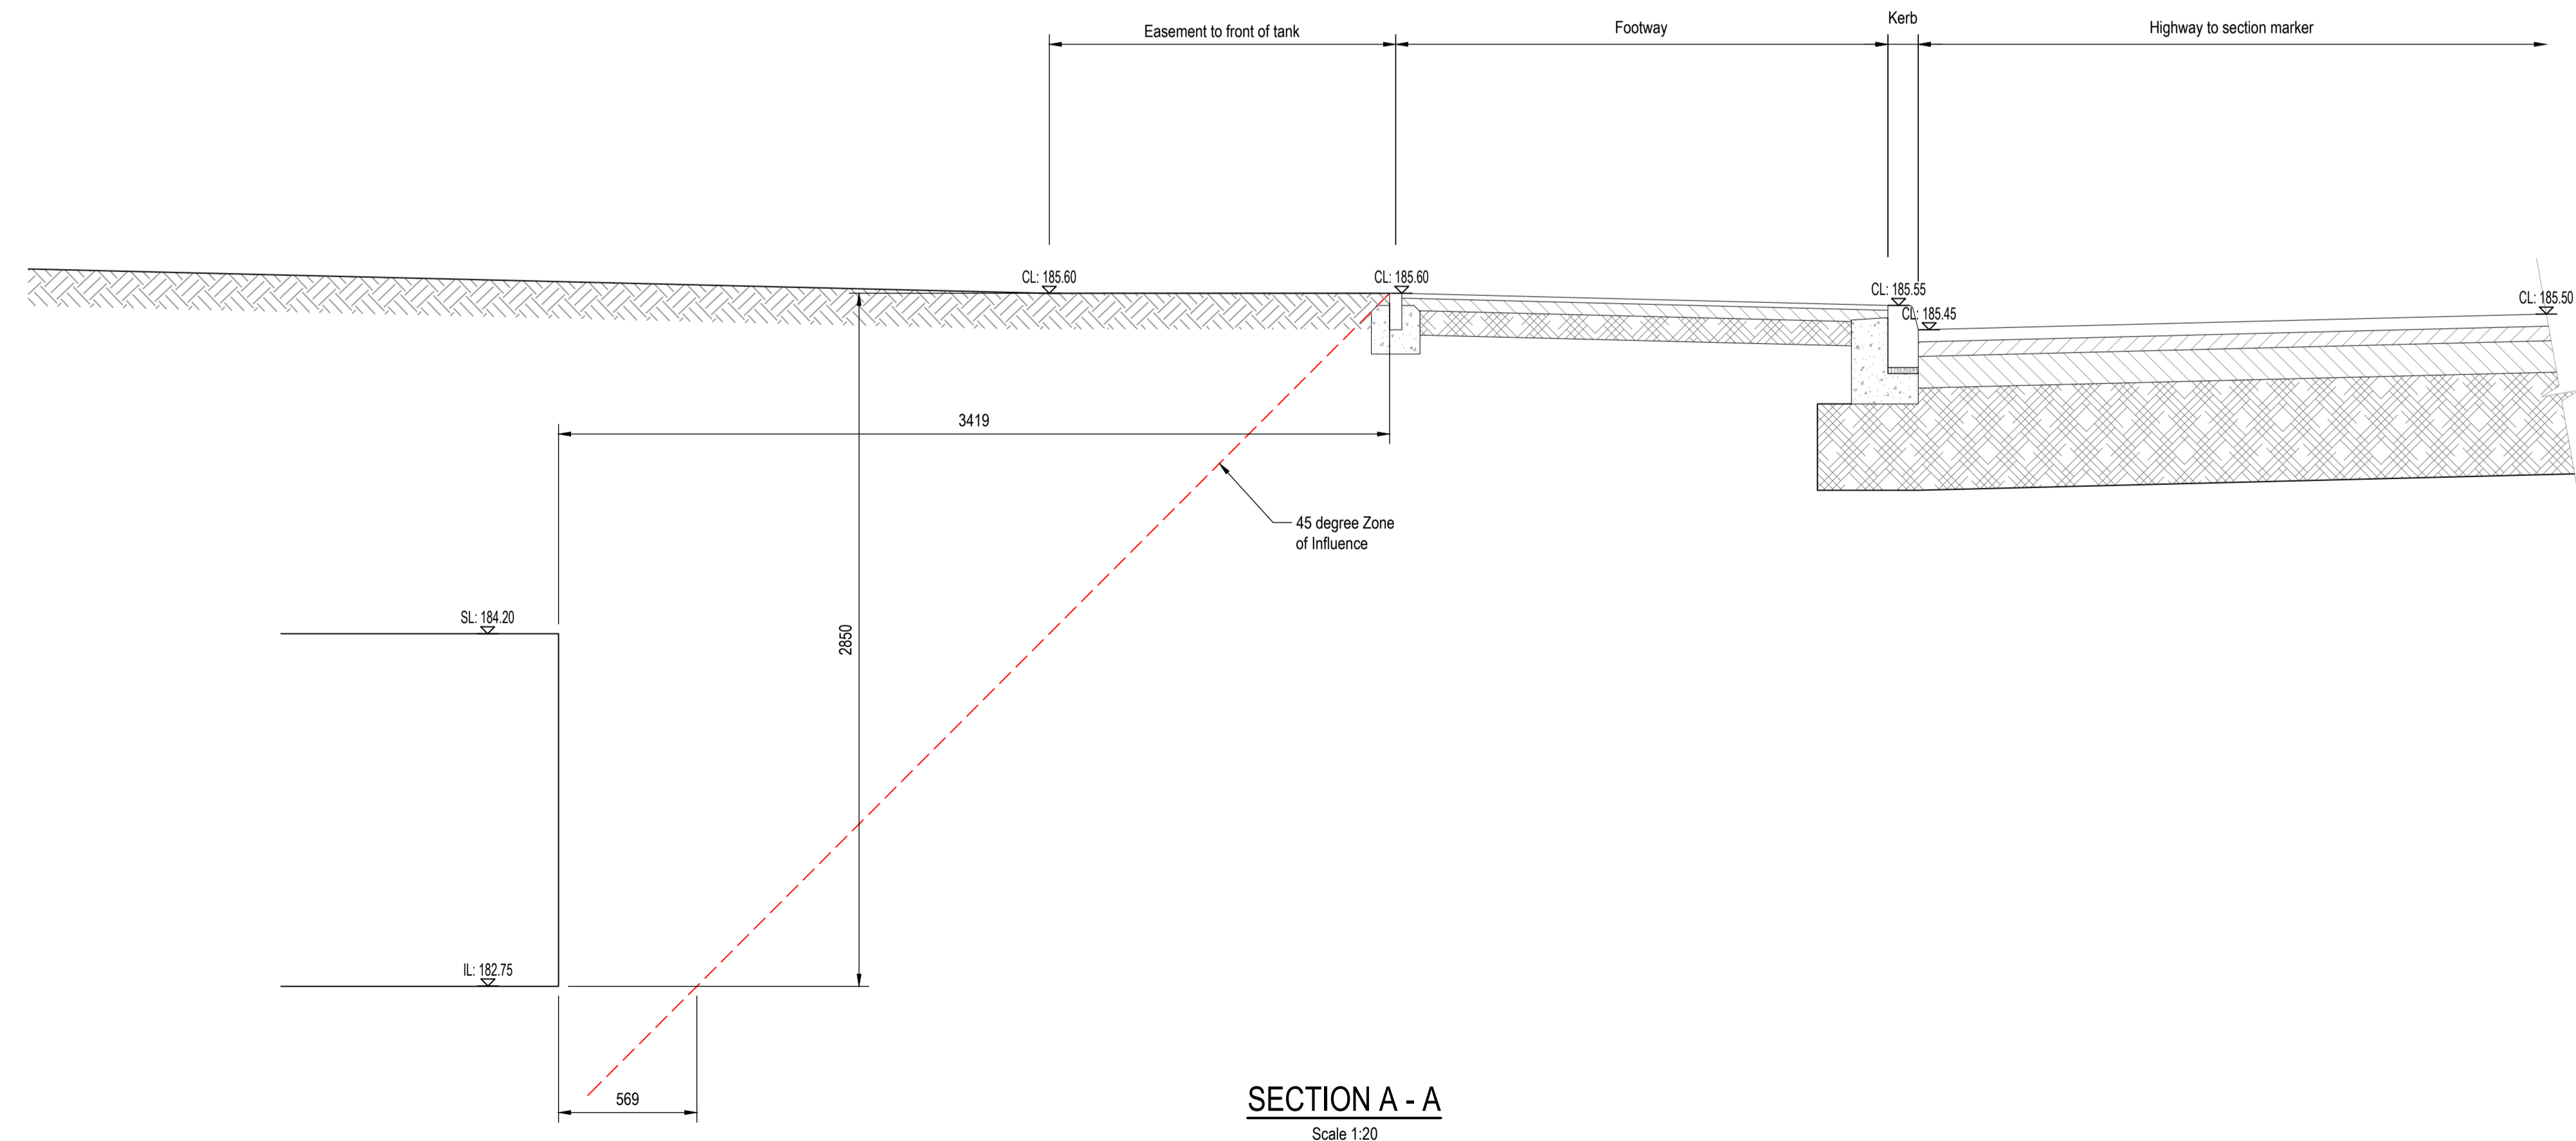 Kerb
Easement to front of tank
Footway
Highway to section marker
CL: 185.60
CL: 185.60
CL: 185.55
CL: 185.50
CL: 185.45
3419
45 degree Zone
of Influence
SL: 184.20
2850
IL: 182.75
569
SECTION A - A
Scale 1:20